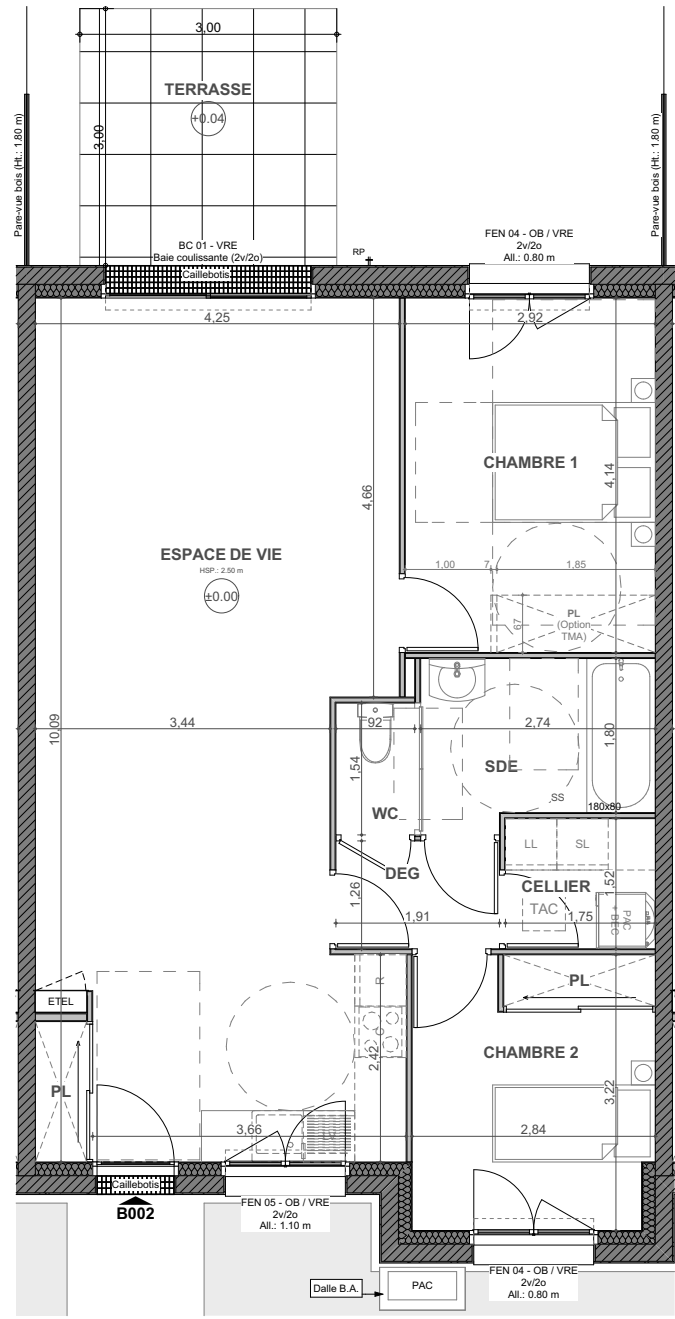 3,00
TERRASSE
+0.04
3,00
Pare-vue bois (Ht.: 1.80 m)
Pare-vue bois (Ht.: 1.80 m)
BC 01 - VRE
Baie coulissante (2v/2o)
Caillebotis
RP
FEN 04 - OB / VRE
2v/2o
All.: 0.80 m
4,25
2,92
CHAMBRE 1
4,14
4,66
ESPACE DE VIE
HSP.: 2.50 m
±0.00
1,00
7
1,85
67
PL
(Option
TMA)
10,09
3,44
92
2,74
1,80
1,54
SDE
WC
SS
180x80
DEG
LL
SL
1,52
CELLIER
TAC
PAC
+ BEC
1,26
1,91
1,75
ETEL
R
PL
2,42
C
CHAMBRE 2
PL
3,22
3,66
LV
2,84
Caillebotis
B002
FEN 05 - OB / VRE
2v/2o
All.: 1.10 m
FEN 04 - OB / VRE
2v/2o
All.: 0.80 m
Dalle B.A.
PAC